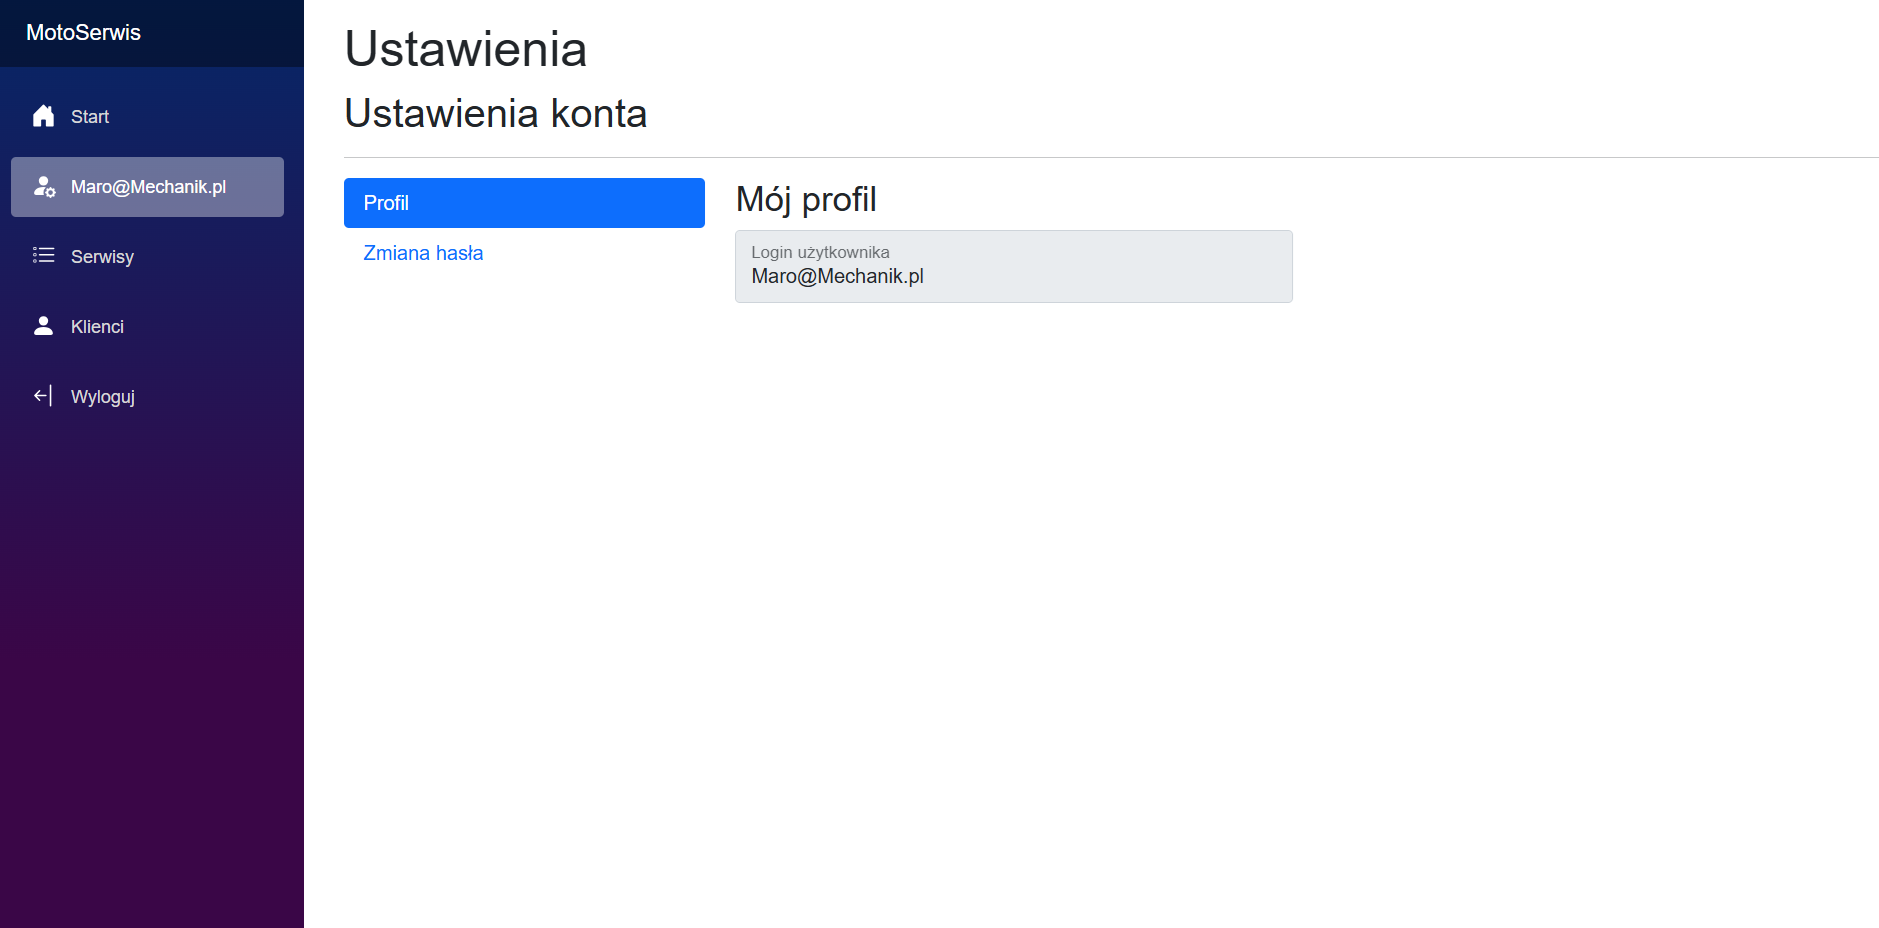 MotoSerwis
Start
Maro@Mechanik.pl
Serwisy
Klienci
Wyloguj
Ustawienia
Ustawienia konta
Profil
Zmiana hasła
Mój profil
Login użytkownika
Maro@Mechanik.pl